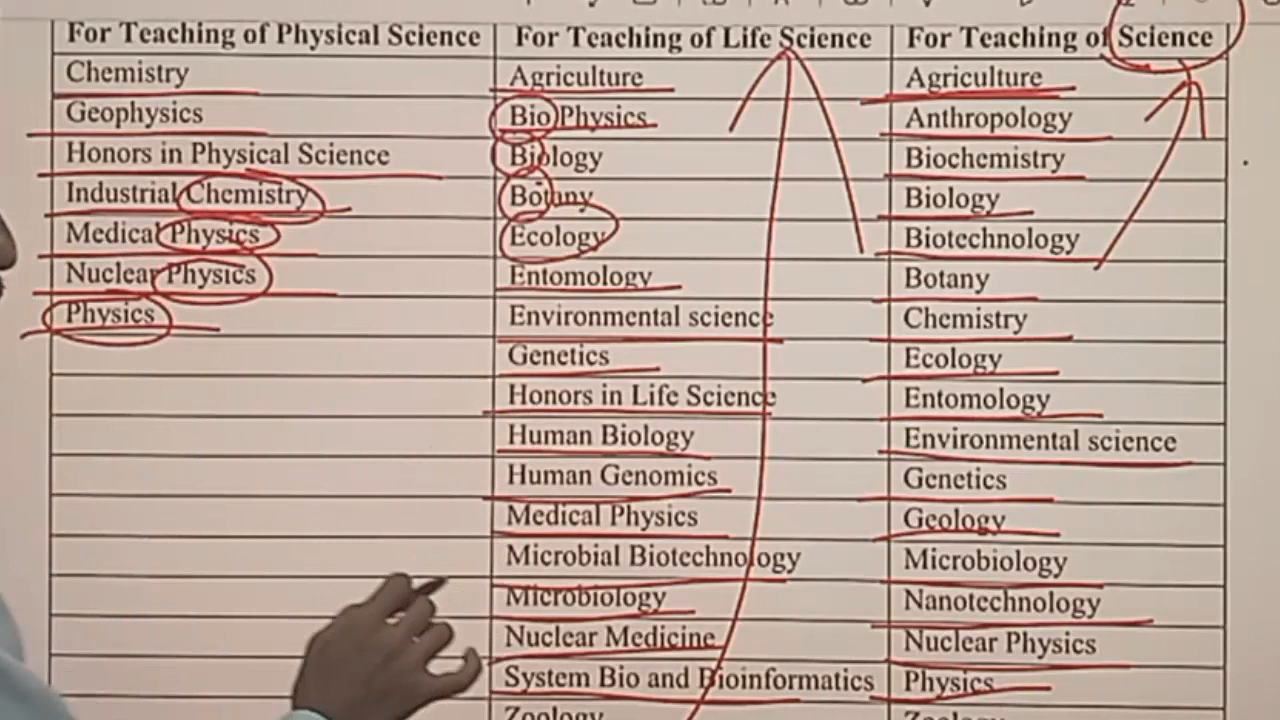 For Teaching of Physical Science For Teaching of Life Science For Teaching of Science
Chemistry Agriculture Agriculture
Geophysics Bio Physics Anthropology
Honors in Physical Science Biology Biochemistry
Industrial Chemistry Botany Biology
Medical Physics Ecology Biotechnology
Nuclear Physics Entomology Botany
Physics Environmental science Chemistry
Genetics Ecology
Honors in Life Science Entomology
Human Biology Environmental science
Human Genomics Genetics
Medical Physics Geology
Microbial Biotechnology Microbiology
Microbiology Nanotechnology
Nuclear Medicine Nuclear Physics
System Bio and Bioinformatics Physics
Zoology Zoology